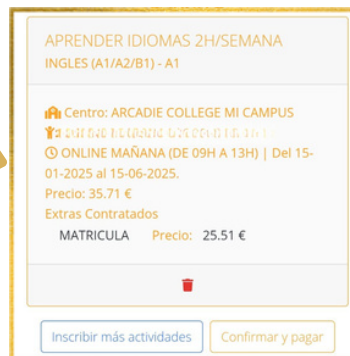 APRENDER IDIOMAS 2H/SEMANA
INGLES (A1/A2/B1) - A1
Centro: ARCADIE COLLEGE MI CAMPUS
ONLINE MAÑANA (DE 09H A 13H) | Del 15-
01-2025 al 15-06-2025.
Precio: 35.71 €
Extras Contratados
MATRICULA Precio: 25.51 €
Inscribir más actividades Confirmar y pagar